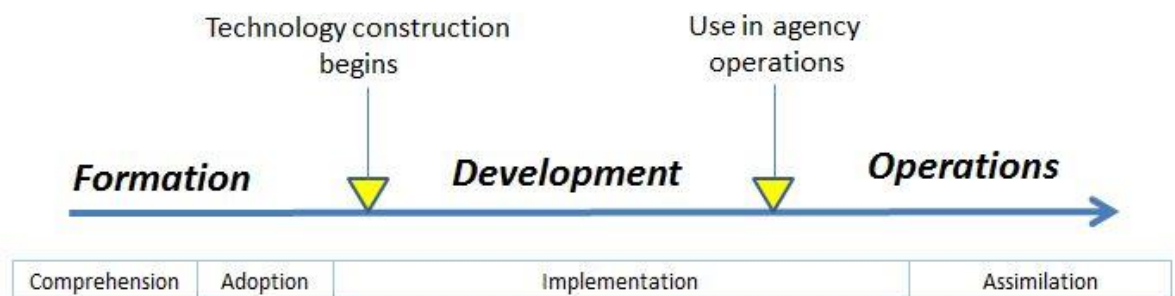 Technology construction
begins
Use in agency
operations
Formation
Development
Operations
Comprehension
Adoption
Implementation
Assimilation